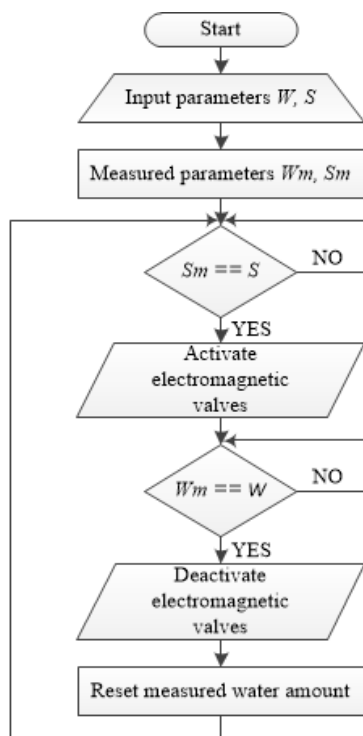 Start
Input parameters W, S
Measured parameters Wm, Sm
Sm == S
NO
YES
Activate
electromagnetic
valves
Wm == W
NO
YES
Deactivate
electromagnetic
valves
Reset measured water amount